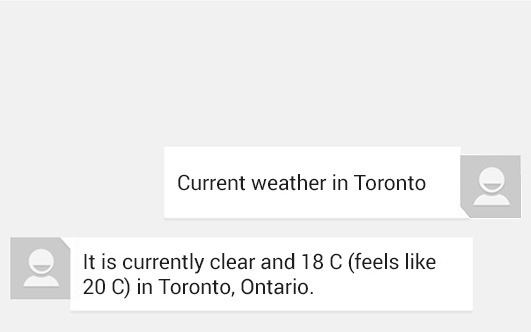 Current weather in Toronto
It is currently clear and 18 C (feels like
20 C) in Toronto, Ontario.